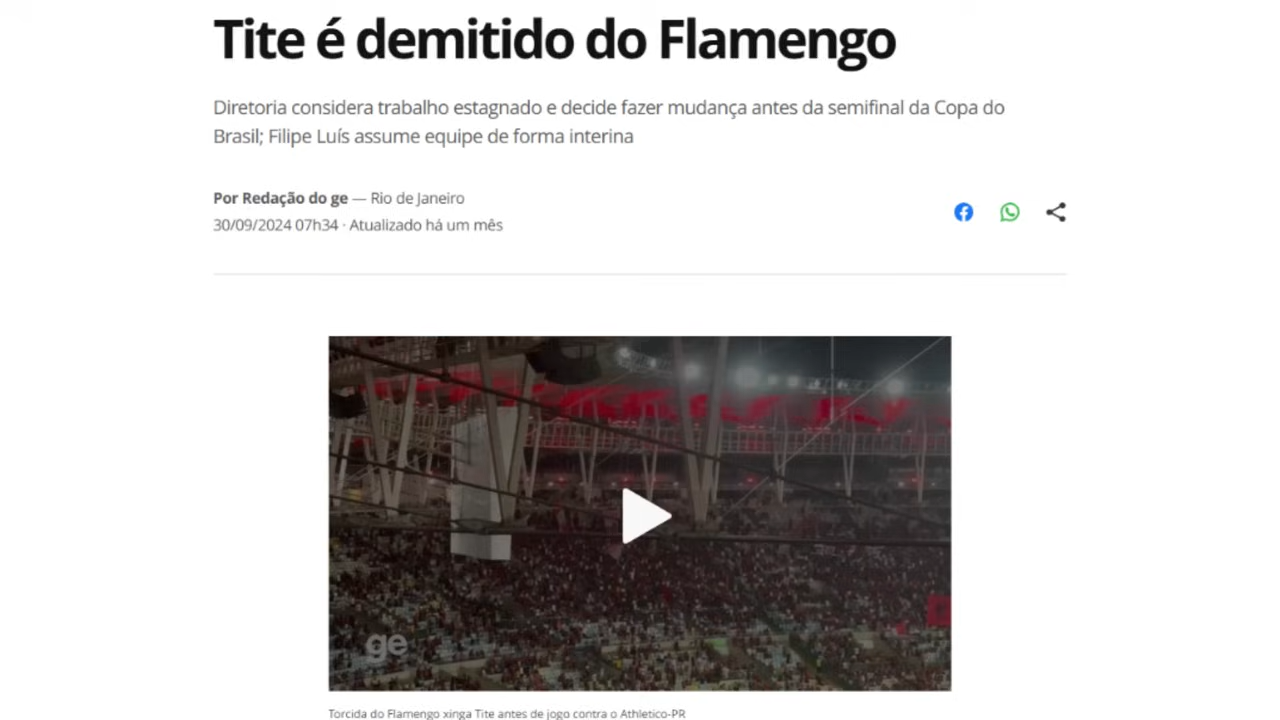 Tite é demitido do Flamengo
Diretoria considera trabalho estagnado e decide fazer mudança antes da semifinal da Copa do
Brasil; Filipe Luís assume equipe de forma interina
Por Redação do ge — Rio de Janeiro
30/09/2024 07h34 · Atualizado há um mês
ge
Torcida do Flamengo xinga Tite antes de jogo contra o Athletico-PR